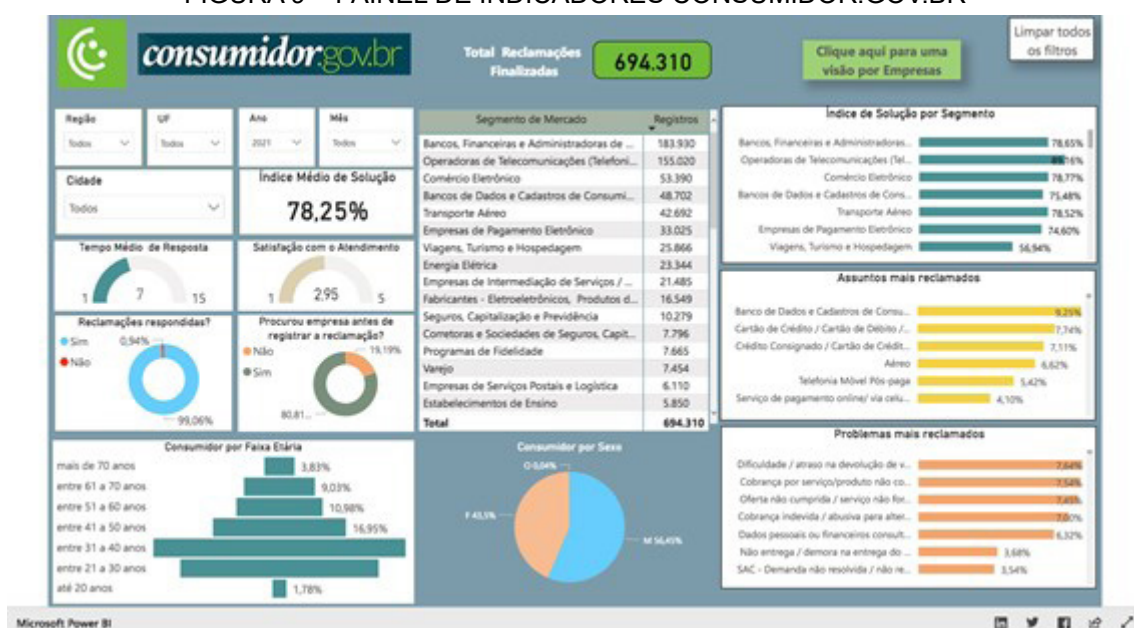 consumidor.gov.br
Total Reclamações
Finalizadas
694.310
Clique aqui para uma
visão por Empresas
Limpar todos
os filtros
Região
UF
Ano
Mês
Todos
Todos
2021
Todos
Cidade
Todos
Índice Médio de Solução
78,25%
Tempo Médio de Resposta
1
7
15
Satisfação com o Atendimento
1
2,95
5
Reclamações respondidas?
Sim
Não
0,94%
99,06%
Procurou empresa antes de
registrar a reclamação?
Não
Sim
19,19%
80,81...
Segmento de Mercado Registros
Bancos, Financeiras e Administradoras de ... 183.930
Operadoras de Telecomunicações (Telefoni... 155.020
Comércio Eletrônico 53.390
Bancos de Dados e Cadastros de Consumi... 48.702
Transporte Aéreo 42.692
Empresas de Pagamento Eletrônico 33.025
Viagens, Turismo e Hospedagem 25.866
Energia Elétrica 23.344
Empresas de Intermediação de Serviços / ... 21.485
Fabricantes - Eletroeletrônicos, Produtos d... 16.549
Seguros, Capitalização e Previdência 10.279
Corretoras e Sociedades de Seguros, Capit... 7.796
Programas de Fidelidade 7.665
Varejo 7.454
Empresas de Serviços Postais e Logística 6.110
Estabelecimentos de Ensino 5.850
Total 694.310
Índice de Solução por Segmento
Bancos, Financeiras e Administradoras... 78,65%
Operadoras de Telecomunicações (Tel... 
Comércio Eletrônico 78,77%
Bancos de Dados e Cadastros de Cons... 75,48%
Transporte Aéreo 78,52%
Empresas de Pagamento Eletrônico 74,60%
Viagens, Turismo e Hospedagem 56,94%
Assuntos mais reclamados
Banco de Dados e Cadastros de Consu... 9,25%
Cartão de Crédito / Cartão de Débito /... 7,74%
Crédito Consignado / Cartão de Crédit... 7,11%
Aéreo 6,62%
Telefonia Móvel Pós-paga 5,42%
Serviço de pagamento online/ via celu... 4,10%
Problemas mais reclamados
Dificuldade / atraso na devolução de v... 7,64%
Cobrança por serviço/produto não co... 7,54%
Oferta não cumprida / serviço não for... 7,45%
Cobrança indevida / abusiva para alter... 7,00%
Dados pessoais ou financeiros consult... 6,32%
Não entrega / demora na entrega do ... 3,68%
SAC - Demanda não resolvida / não re... 3,54%
Consumidor por Faixa Etária
mais de 70 anos 3,83%
entre 61 a 70 anos 9,03%
entre 51 a 60 anos 10,98%
entre 41 a 50 anos 16,95%
entre 31 a 40 anos
entre 21 a 30 anos
até 20 anos 1,78%
Consumidor por Sexo
O 0,04%
F 43,5%
M 56,45%
Microsoft Power BI